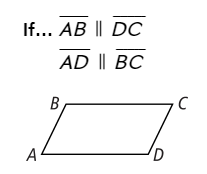 If... AB ∥ DC
AD ∥ BC
B C
A D